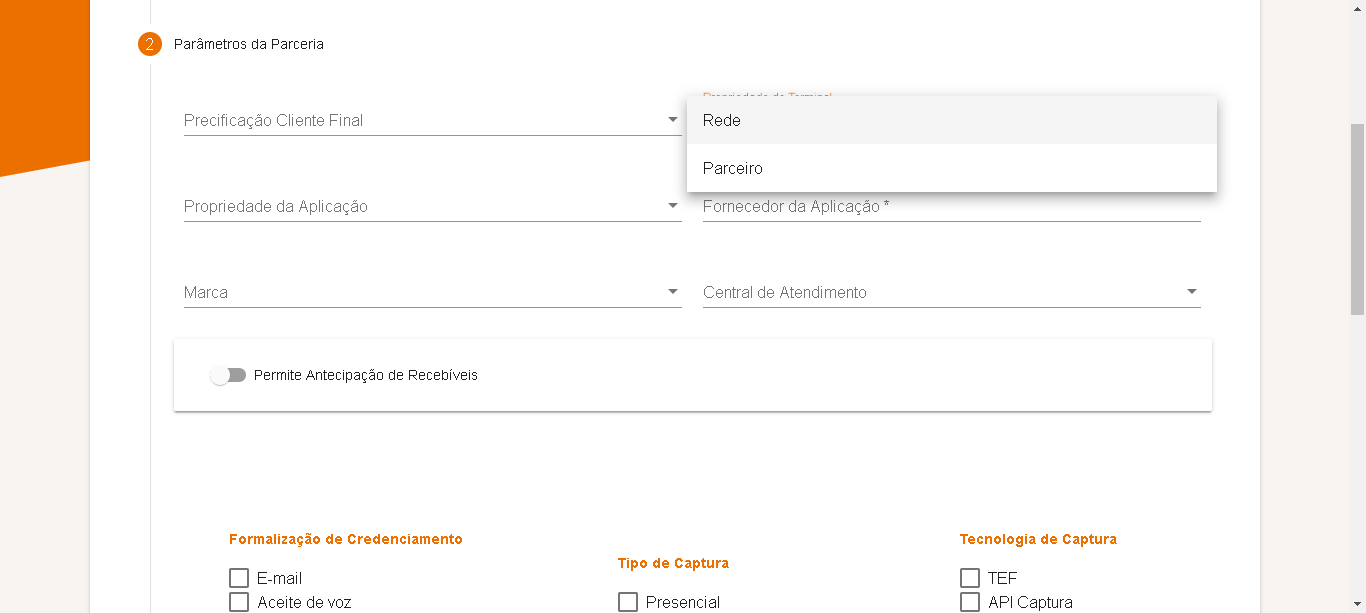 2 Parâmetros da Parceria
Propriedade do Terminal
Precificação Cliente Final
Rede
Parceiro
Propriedade da Aplicação
Fornecedor da Aplicação *
Marca
Central de Atendimento
Permite Antecipação de Recebíveis
Formalização de Credenciamento
E-mail
Aceite de voz
Tipo de Captura
Presencial
Tecnologia de Captura
TEF
API Captura